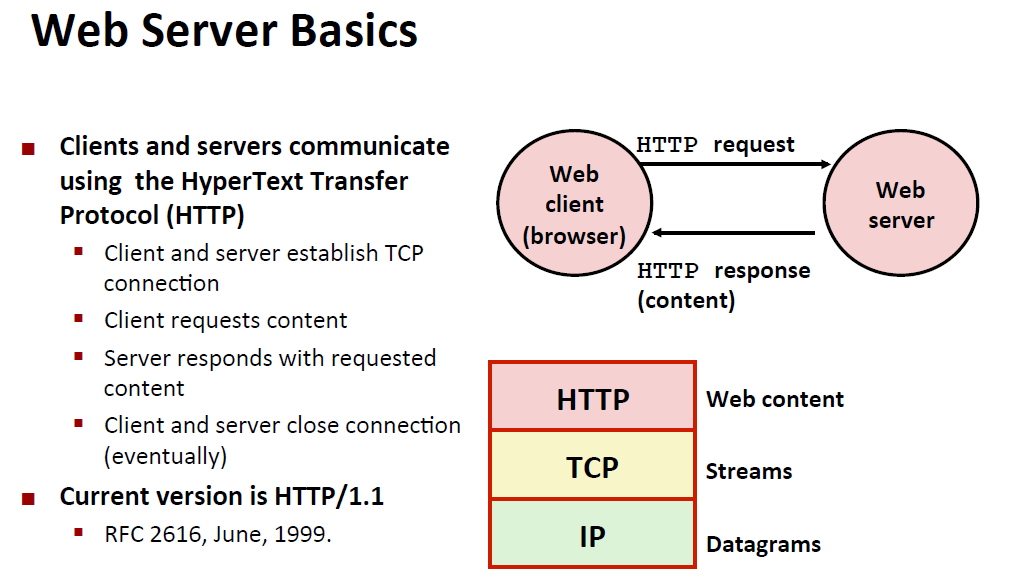 Web Server Basics
Clients and servers communicate
using the HyperText Transfer
Protocol (HTTP)
Client and server establish TCP
connection
Client requests content
Server responds with requested
content
Client and server close connection
(eventually)
Current version is HTTP/1.1
RFC 2616, June, 1999.
Web
client
(browser)
HTTP request
Web
server
HTTP response
(content)
HTTP
Web content
TCP
Streams
IP
Datagrams